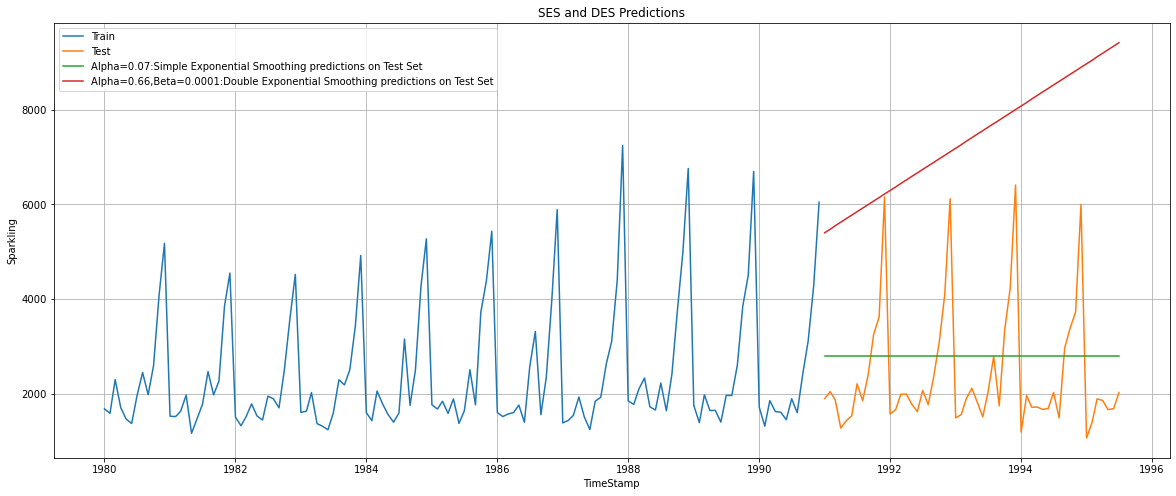 SES and DES Predictions
Train
Test
Alpha=0.07:Simple Exponential Smoothing predictions on Test Set
Alpha=0.66,Beta=0.0001:Double Exponential Smoothing predictions on Test Set
8000
6000
4000
2000
Sparkling
1980
1982
1984
1986
1988
1990
1992
1994
1996
TimeStamp